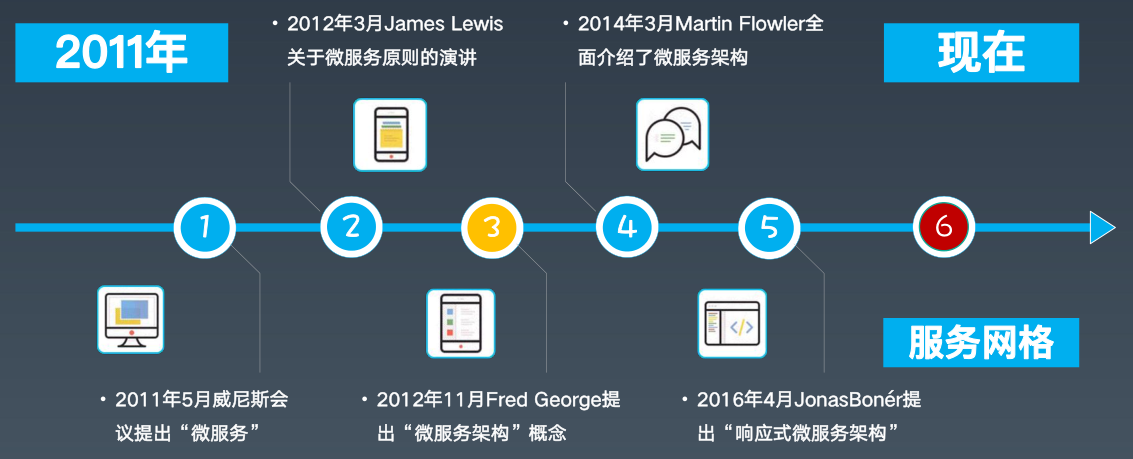 2011年
• 2012年3月James Lewis
关于微服务原则的演讲
• 2014年3月Martin Flowler全
面介绍了微服务架构
现在
1
2
3
4
5
6
• 2011年5月威尼斯会
议提出“微服务”
• 2012年11月Fred George提
出“微服务架构”概念
• 2016年4月JonasBonér提
出“响应式微服务架构”
服务网格